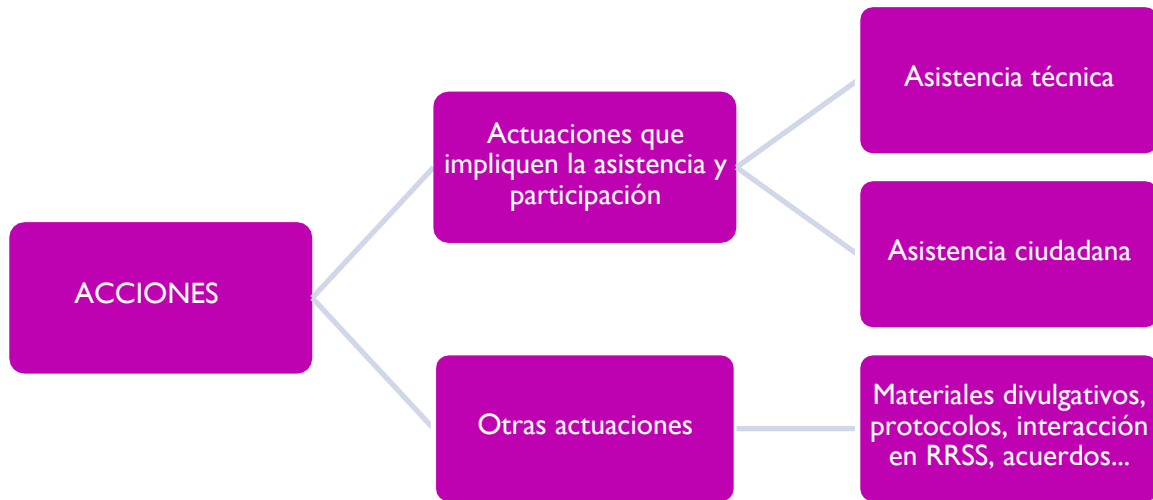 ACCIONES
Actuaciones que
impliquen la asistencia y
participación
Asistencia técnica
Asistencia ciudadana
Otras actuaciones
Materiales divulgativos,
protocolos, interacción
en RRSS, acuerdos...